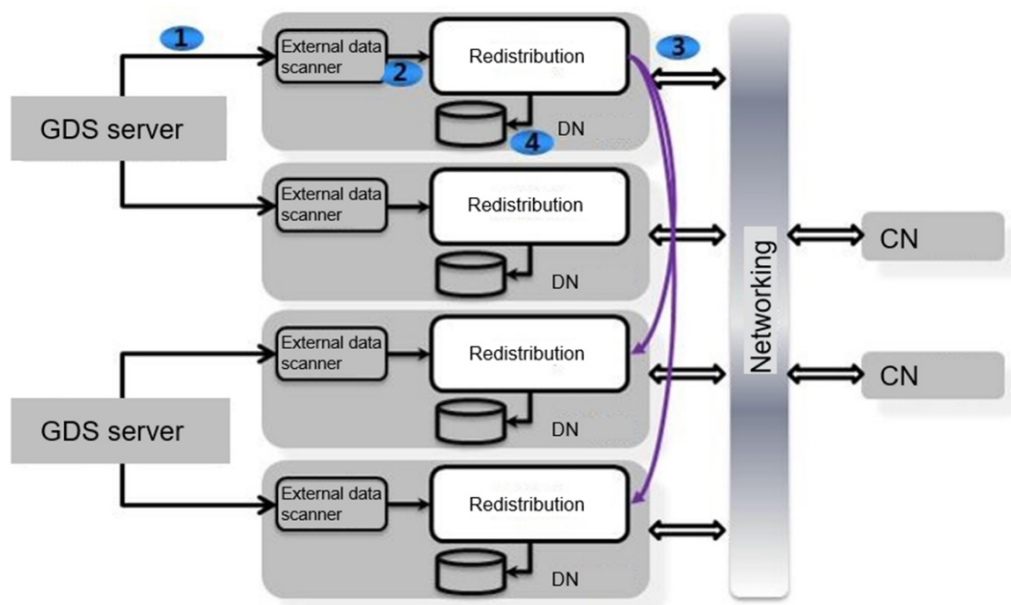 1
External data
scanner
2
Redistribution
3
4
DN
GDS server
External data
scanner
Redistribution
DN
CN
Networking
External data
scanner
Redistribution
DN
CN
GDS server
External data
scanner
Redistribution
DN